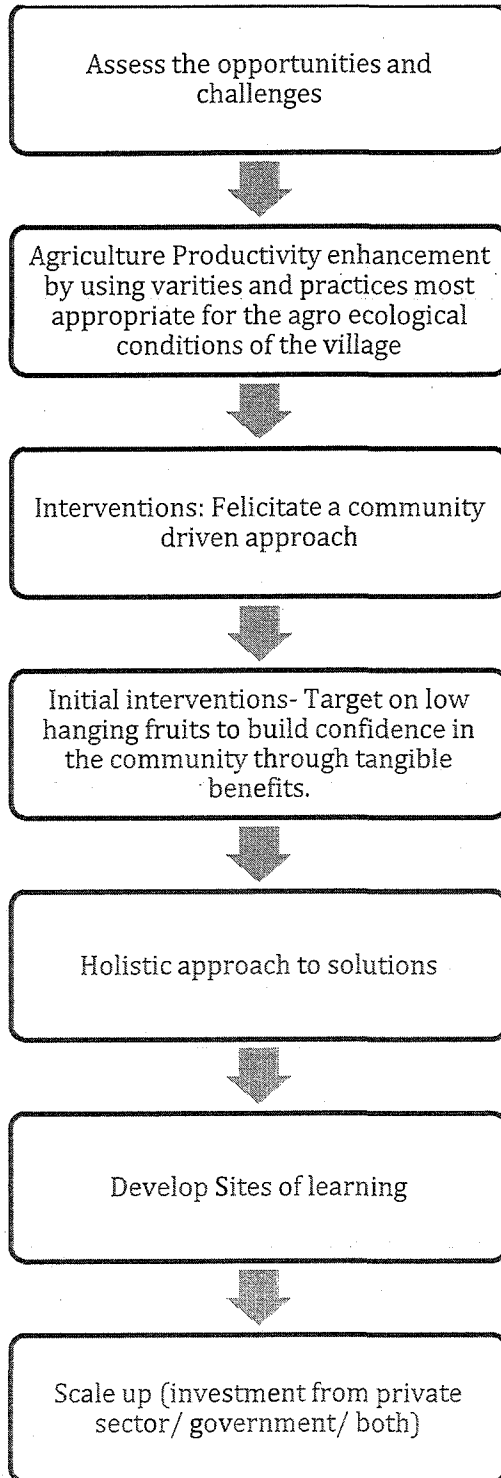 Assess the opportunities and
challenges
Agriculture Productivity enhancement
by using varities and practices most
appropriate for the agro ecological
conditions of the village
Interventions: Felicitate a community
driven approach
Initial interventions- Target on low
hanging fruits to build confidence in
the community through tangible
benefits.
Holistic approach to solutions
Develop Sites of learning
Scale up (investment from private
sector/ government/ both)